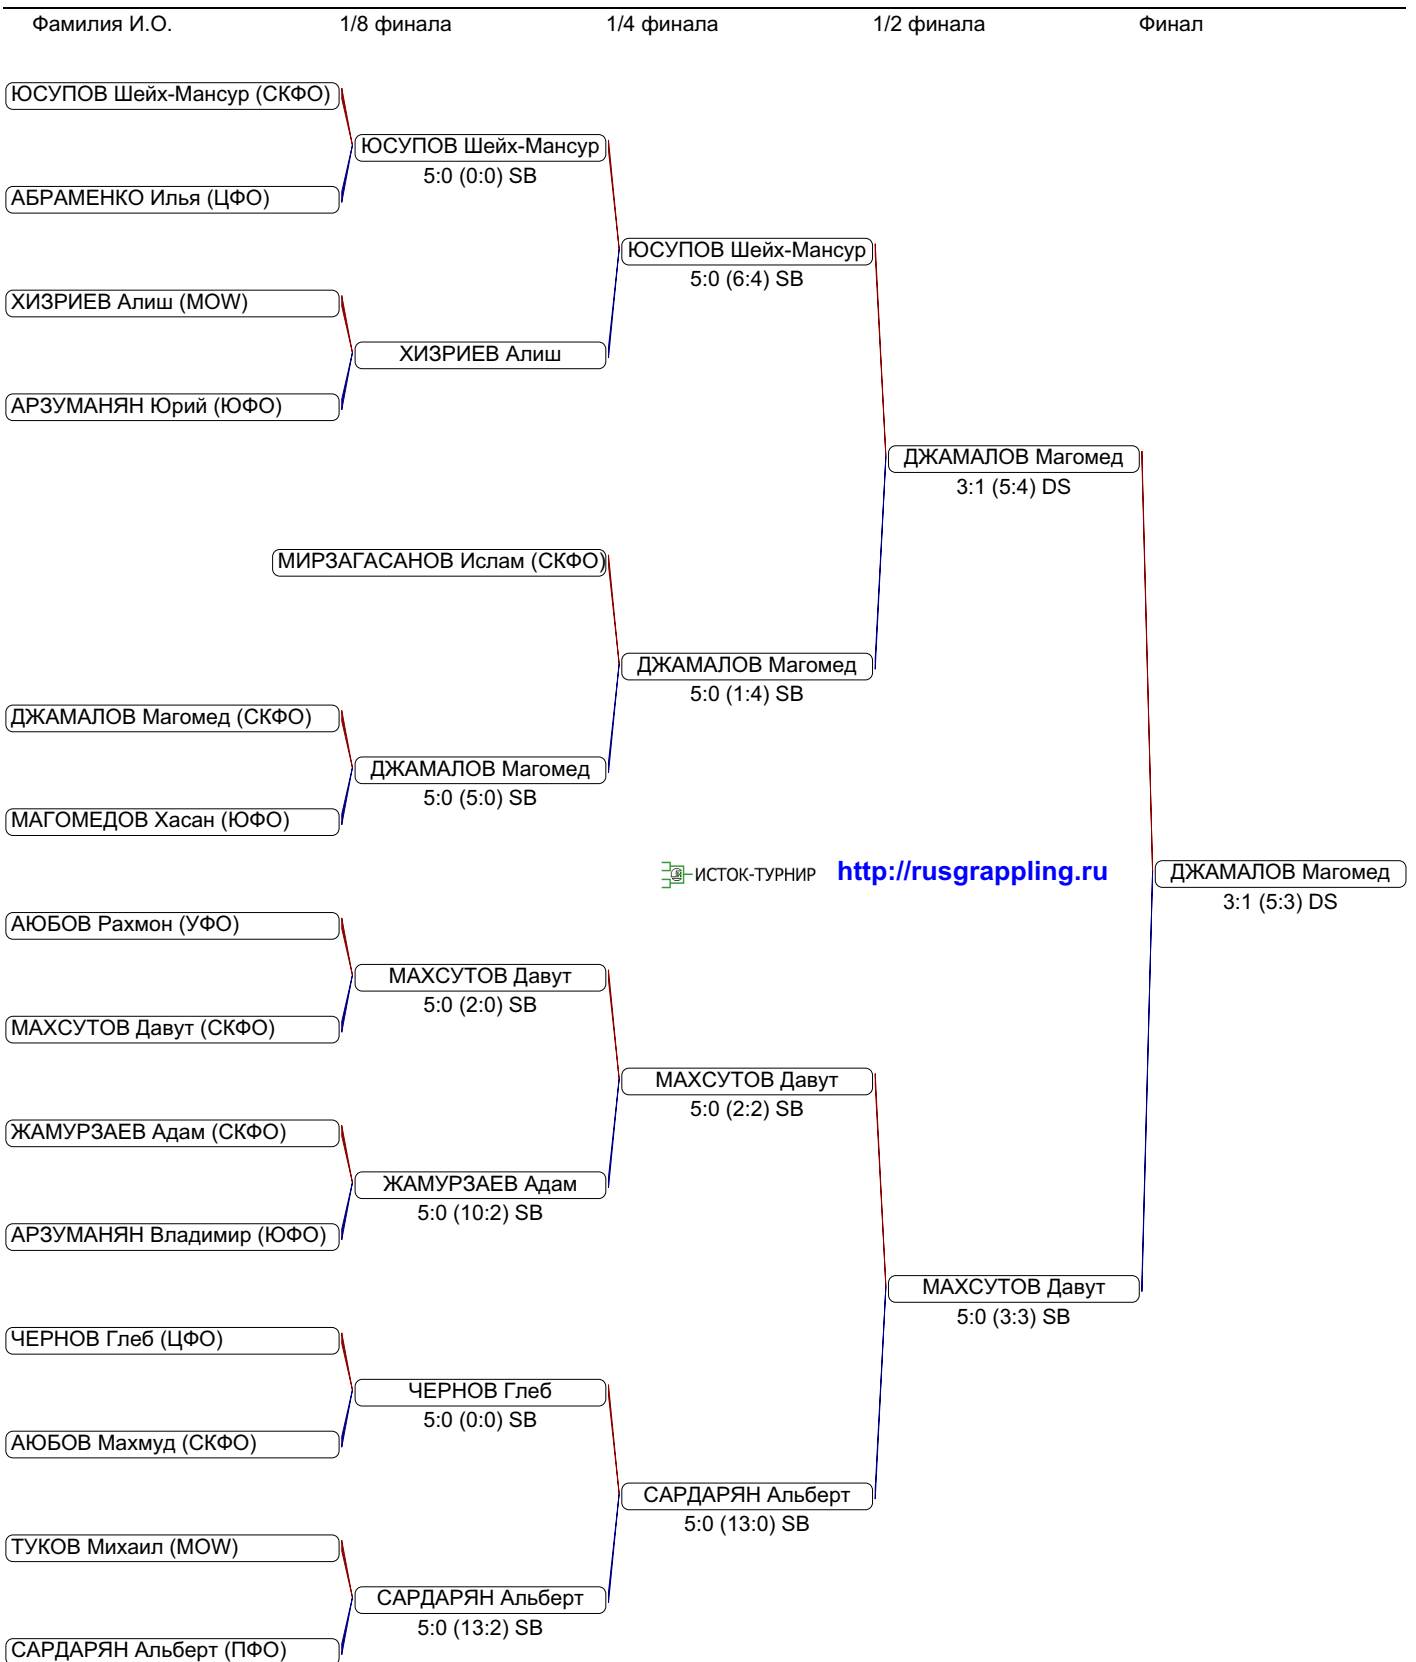 Фамилия И.О. 1/8 финала 1/4 финала 1/2 финала Финал
ЮСУПОВ Шейх-Мансур (СКФО)
ЮСУПОВ Шейх-Мансур
5:0 (0:0) SB
АБРАМЕНКО Илья (ЦФО)
ЮСУПОВ Шейх-Мансур
5:0 (6:4) SB
ХИЗРИЕВ Алиш (MOW)
ХИЗРИЕВ Алиш
АРЗУМАНЯН Юрий (ЮФО)
ДЖАМАЛОВ Магомед
3:1 (5:4) DS
МИРЗАГАСАНОВ Ислам (СКФО)
ДЖАМАЛОВ Магомед
5:0 (1:4) SB
ДЖАМАЛОВ Магомед (СКФО)
ДЖАМАЛОВ Магомед
5:0 (5:0) SB
МАГОМЕДОВ Хасан (ЮФО)
ИСТОК-ТУРНИР http://rusgrappling.ru
ДЖАМАЛОВ Магомед
3:1 (5:3) DS
АЮБОВ Рахмон (УФО)
МАХСУТОВ Давут
5:0 (2:0) SB
МАХСУТОВ Давут (СКФО)
МАХСУТОВ Давут
5:0 (2:2) SB
ЖАМУРЗАЕВ Адам (СКФО)
ЖАМУРЗАЕВ Адам
5:0 (10:2) SB
АРЗУМАНЯН Владимир (ЮФО)
МАХСУТОВ Давут
5:0 (3:3) SB
ЧЕРНОВ Глеб (ЦФО)
ЧЕРНОВ Глеб
5:0 (0:0) SB
АЮБОВ Махмуд (СКФО)
САРДАРЯН Альберт
5:0 (13:0) SB
ТУКОВ Михаил (MOW)
САРДАРЯН Альберт
5:0 (13:2) SB
САРДАРЯН Альберт (ПФО)